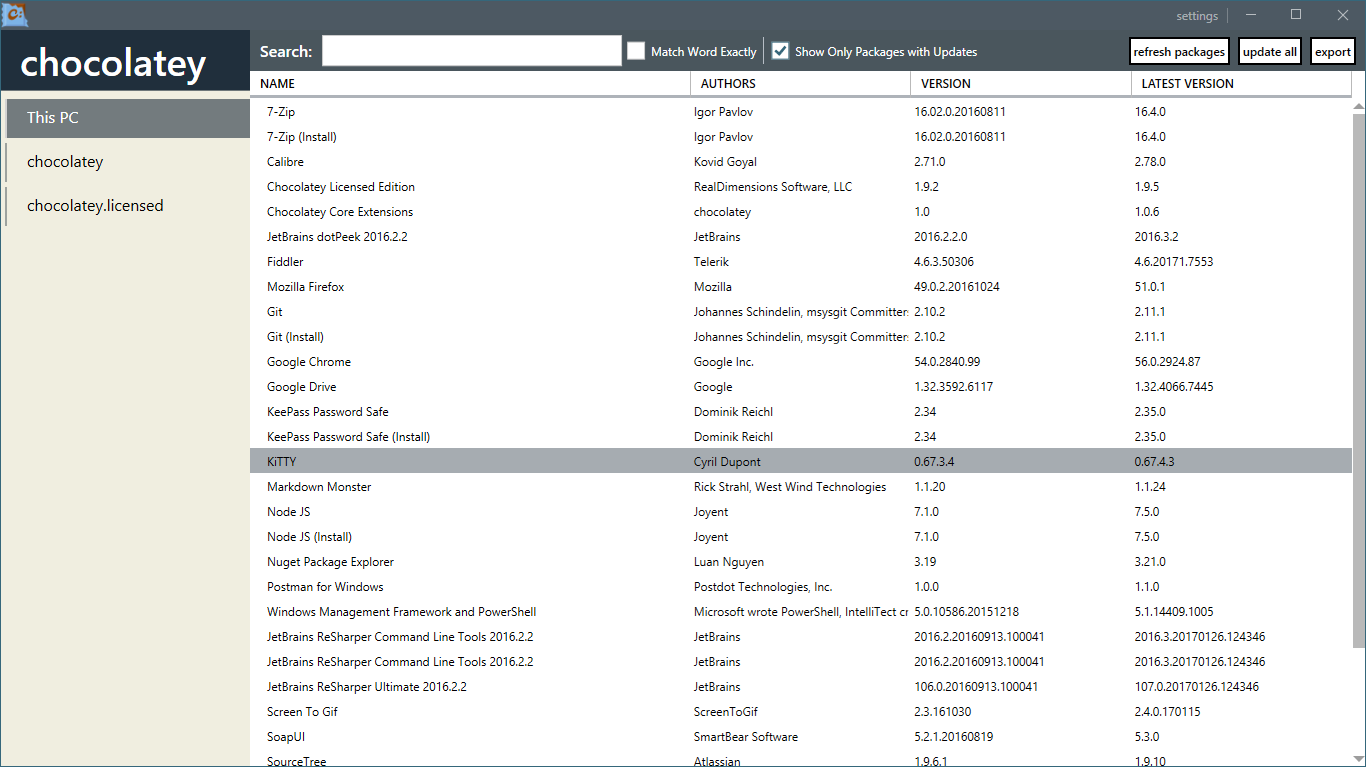 settings
chocolatey
Search: Match Word Exactly Show Only Packages with Updates refresh packages update all export
This PC
chocolatey
chocolatey.licensed
NAME AUTHORS VERSION LATEST VERSION
7-Zip Igor Pavlov 16.02.0.20160811 16.4.0
7-Zip (Install) Igor Pavlov 16.02.0.20160811 16.4.0
Calibre Kovid Goyal 2.71.0 2.78.0
Chocolatey Licensed Edition RealDimensions Software, LLC 1.9.2 1.9.5
Chocolatey Core Extensions chocolatey 1.0 1.0.6
JetBrains dotPeek 2016.2.2 JetBrains 2016.2.2.0 2016.3.2
Fiddler Telerik 4.6.3.50306 4.6.20171.7553
Mozilla Firefox Mozilla 49.0.2.20161024 51.0.1
Git Johannes Schindelin, msysgit Committer 2.10.2 2.11.1
Git (Install) Johannes Schindelin, msysgit Committer 2.10.2 2.11.1
Google Chrome Google Inc. 54.0.2840.99 56.0.2924.87
Google Drive Google 1.32.3592.6117 1.32.4066.7445
KeePass Password Safe Dominik Reichl 2.34 2.35.0
KeePass Password Safe (Install) Dominik Reichl 2.34 2.35.0
KiTTY Cyril Dupont 0.67.3.4 0.67.4.3
Markdown Monster Rick Strahl, West Wind Technologies 1.1.20 1.1.24
Node JS Joyent 7.1.0 7.5.0
Node JS (Install) Joyent 7.1.0 7.5.0
Nuget Package Explorer Luan Nguyen 3.19 3.21.0
Postman for Windows Postdot Technologies, Inc. 1.0.0 1.1.0
Windows Management Framework and PowerShell Microsoft wrote PowerShell, IntelliTect cr 5.0.10586.20151218 5.1.14409.1005
JetBrains ReSharper Command Line Tools 2016.2.2 JetBrains 2016.2.20160913.100041 2016.3.20170126.124346
JetBrains ReSharper Command Line Tools 2016.2.2 JetBrains 2016.2.20160913.100041 2016.3.20170126.124346
JetBrains ReSharper Ultimate 2016.2.2 JetBrains 106.0.20160913.100041 107.0.20170126.124346
Screen To Gif ScreenToGif 2.3.161030 2.4.0.170115
SoapUI SmartBear Software 5.2.1.20160819 5.3.0
SourceTree Atlassian 1.9.6.1 1.9.10